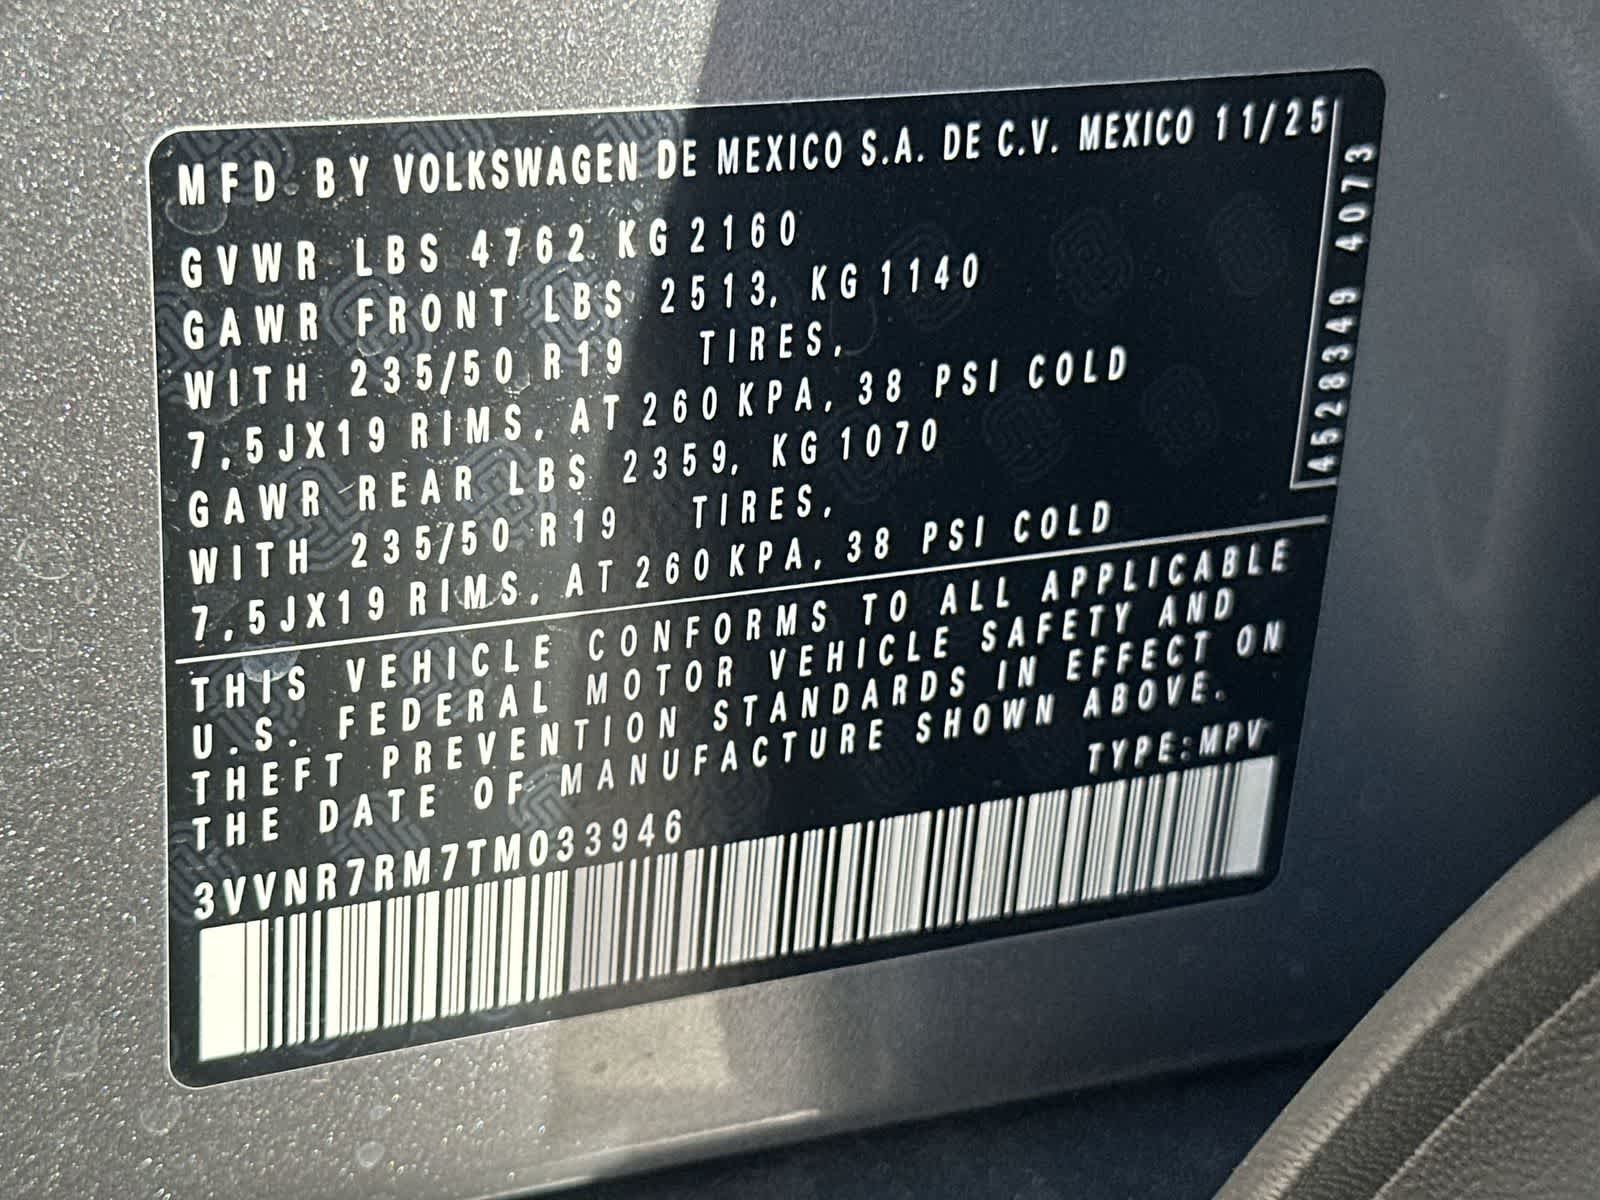 MFD. BY VOLKSWAGEN DE MEXICO S.A. DE C.V. MEXICO 11/25
GVWR LBS 4762 KG 2160
GAWR FRONT LBS 2513, KG 1140
WITH 235/50 R19 TIRES,
7,5JX19 RIMS, AT 260 KPA, 38 PSI COLD
GAWR REAR LBS 2359, KG 1070
WITH 235/50 R19 TIRES,
7,5JX19 RIMS, AT 260 KPA, 38 PSI COLD
4528349 4073
THIS VEHICLE CONFORMS TO ALL APPLICABLE
U.S. FEDERAL MOTOR VEHICLE SAFETY AND
THEFT PREVENTION STANDARDS IN EFFECT ON
THE DATE OF MANUFACTURE SHOWN ABOVE.
TYPE:MPV
3VVNR7RM7TM033946